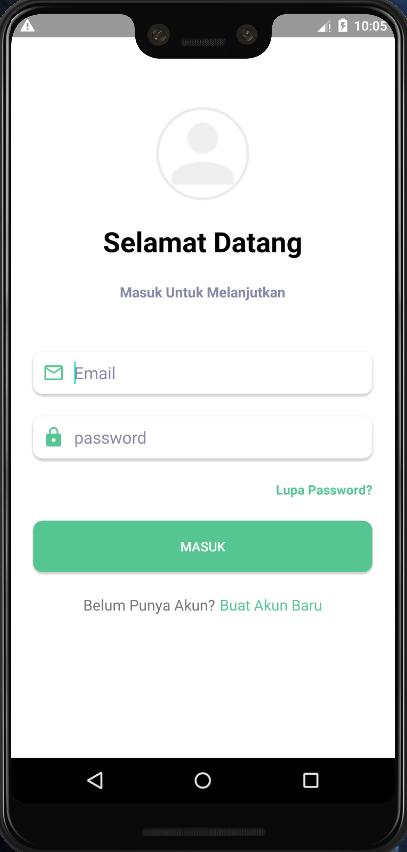 10:05
Selamat Datang
Masuk Untuk Melanjutkan
Email
password
Lupa Password?
MASUK
Belum Punya Akun? Buat Akun Baru